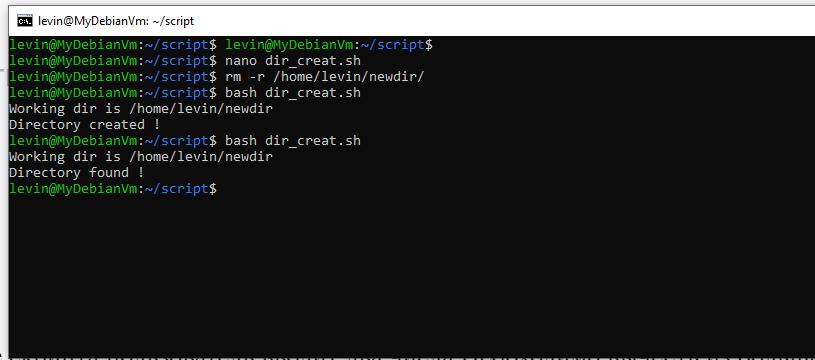 levin@MyDebianVm: ~/script
levin@MyDebianVm:~/script$ levin@MyDebianVm:~/script$
levin@MyDebianVm:~/script$ nano dir_creat.sh
levin@MyDebianVm:~/script$ rm -r /home/levin/newdir/
levin@MyDebianVm:~/script$ bash dir_creat.sh
Working dir is /home/levin/newdir
Directory created !
levin@MyDebianVm:~/script$ bash dir_creat.sh
Working dir is /home/levin/newdir
Directory found !
levin@MyDebianVm:~/script$